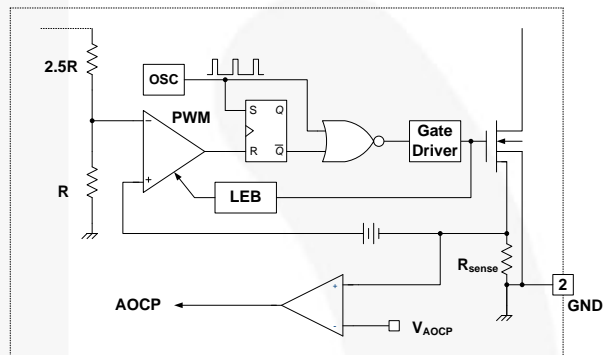 2.5R
OSC
PWM
S Q
R Q̅
Gate
Driver
R
LEB
Rsense
2
GND
AOCP
VAOCP